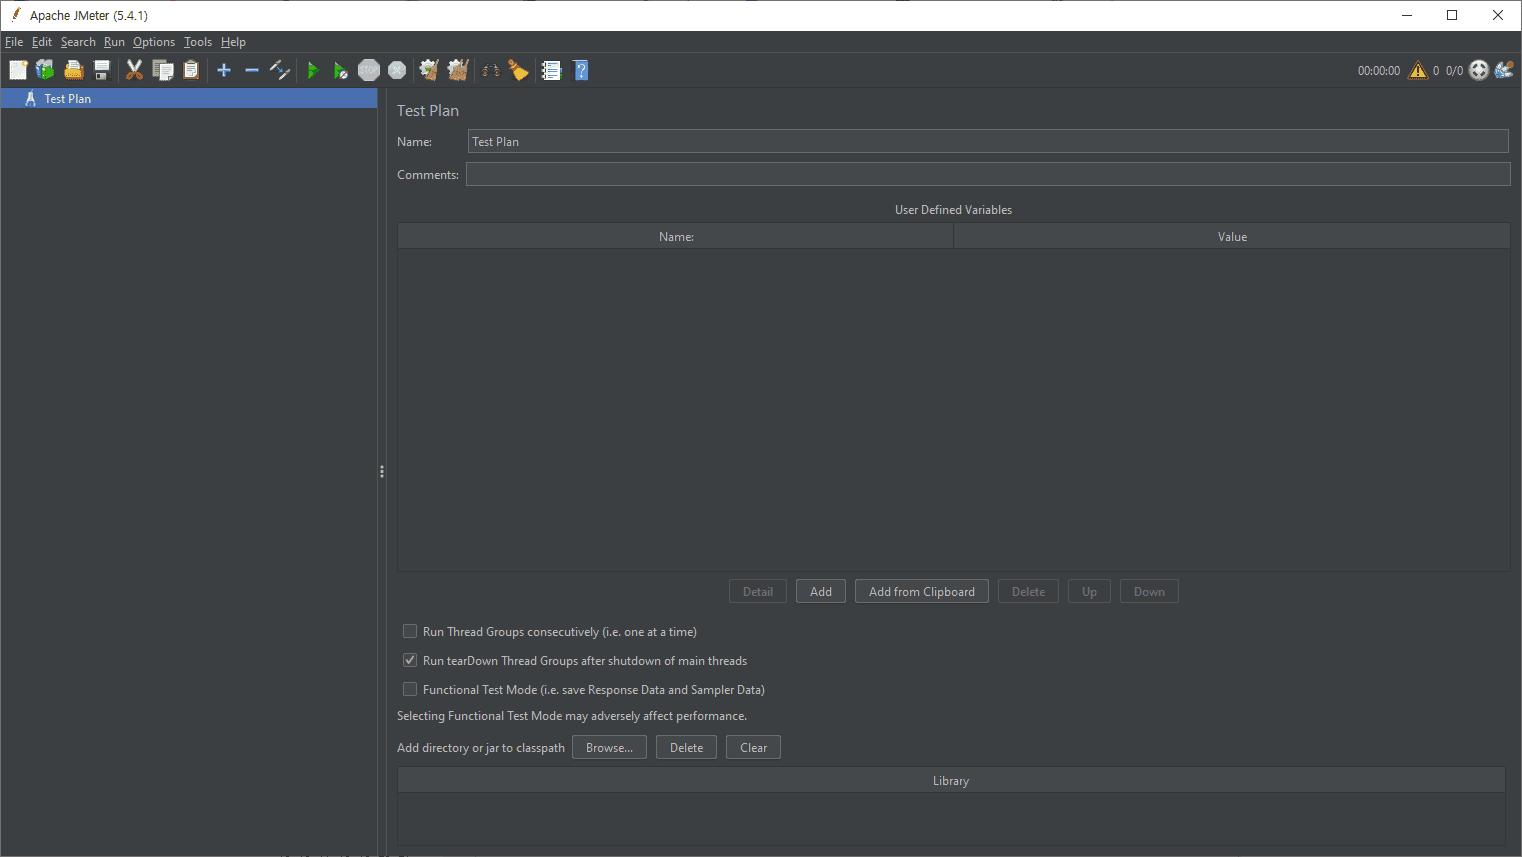 Apache JMeter (5.4.1)
File Edit Search Run Options Tools Help
STOP
?
00:00:00 0 0/0
Test Plan
Test Plan
Name: Test Plan
Comments:
User Defined Variables
Name: Value
Detail Add Add from Clipboard Delete Up Down
Run Thread Groups consecutively (i.e. one at a time)
Run tearDown Thread Groups after shutdown of main threads
Functional Test Mode (i.e. save Response Data and Sampler Data)
Selecting Functional Test Mode may adversely affect performance.
Add directory or jar to classpath Browse... Delete Clear
Library